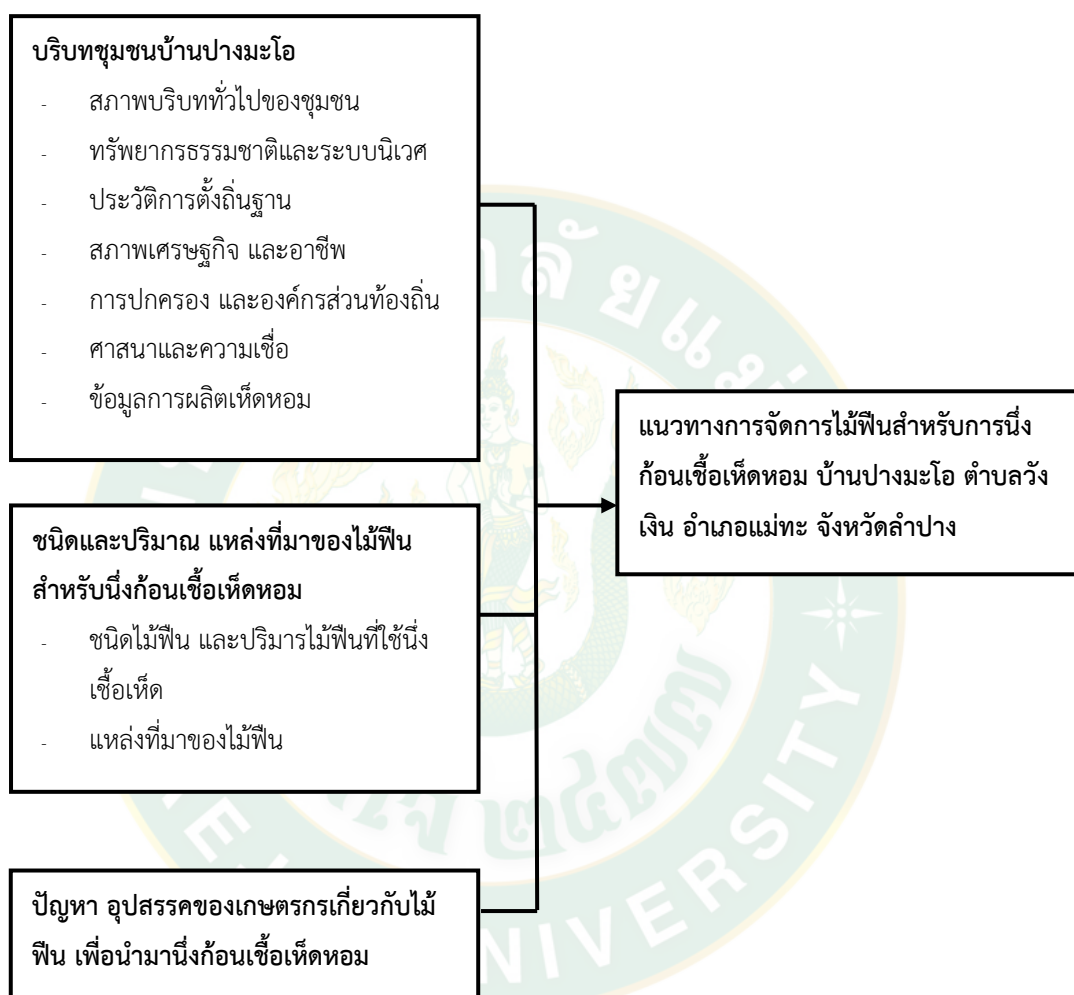 บริบทชุมชนบ้านปางมะโอ
- สภาพบริบททั่วไปของชุมชน
- ทรัพยากรธรรมชาติและระบบนิเวศ
- ประวัติการตั้งถิ่นฐาน
- สภาพเศรษฐกิจ และอาชีพ
- การปกครอง และองค์กรส่วนท้องถิ่น
- ศาสนาและความเชื่อ
- ข้อมูลการผลิตเห็ดหอม
ชนิดและปริมาณ แหล่งที่มาของไม้ฟืน
สำหรับนึ่งก้อนเชื้อเห็ดหอม
- ชนิดไม้ฟืน และปริมารไม้ฟืนที่ใช้นึ่ง
เชื้อเห็ด
- แหล่งที่มาของไม้ฟืน
ปัญหา อุปสรรคของเกษตรกรเกี่ยวกับไม้
ฟืน เพื่อนำมานึ่งก้อนเชื้อเห็ดหอม
แนวทางการจัดการไม้ฟืนสำหรับการนึ่ง
ก้อนเชื้อเห็ดหอม บ้านปางมะโอ ตำบลวัง
เงิน อำเภอแม่ทะ จังหวัดลำปาง
UNIVERSITY